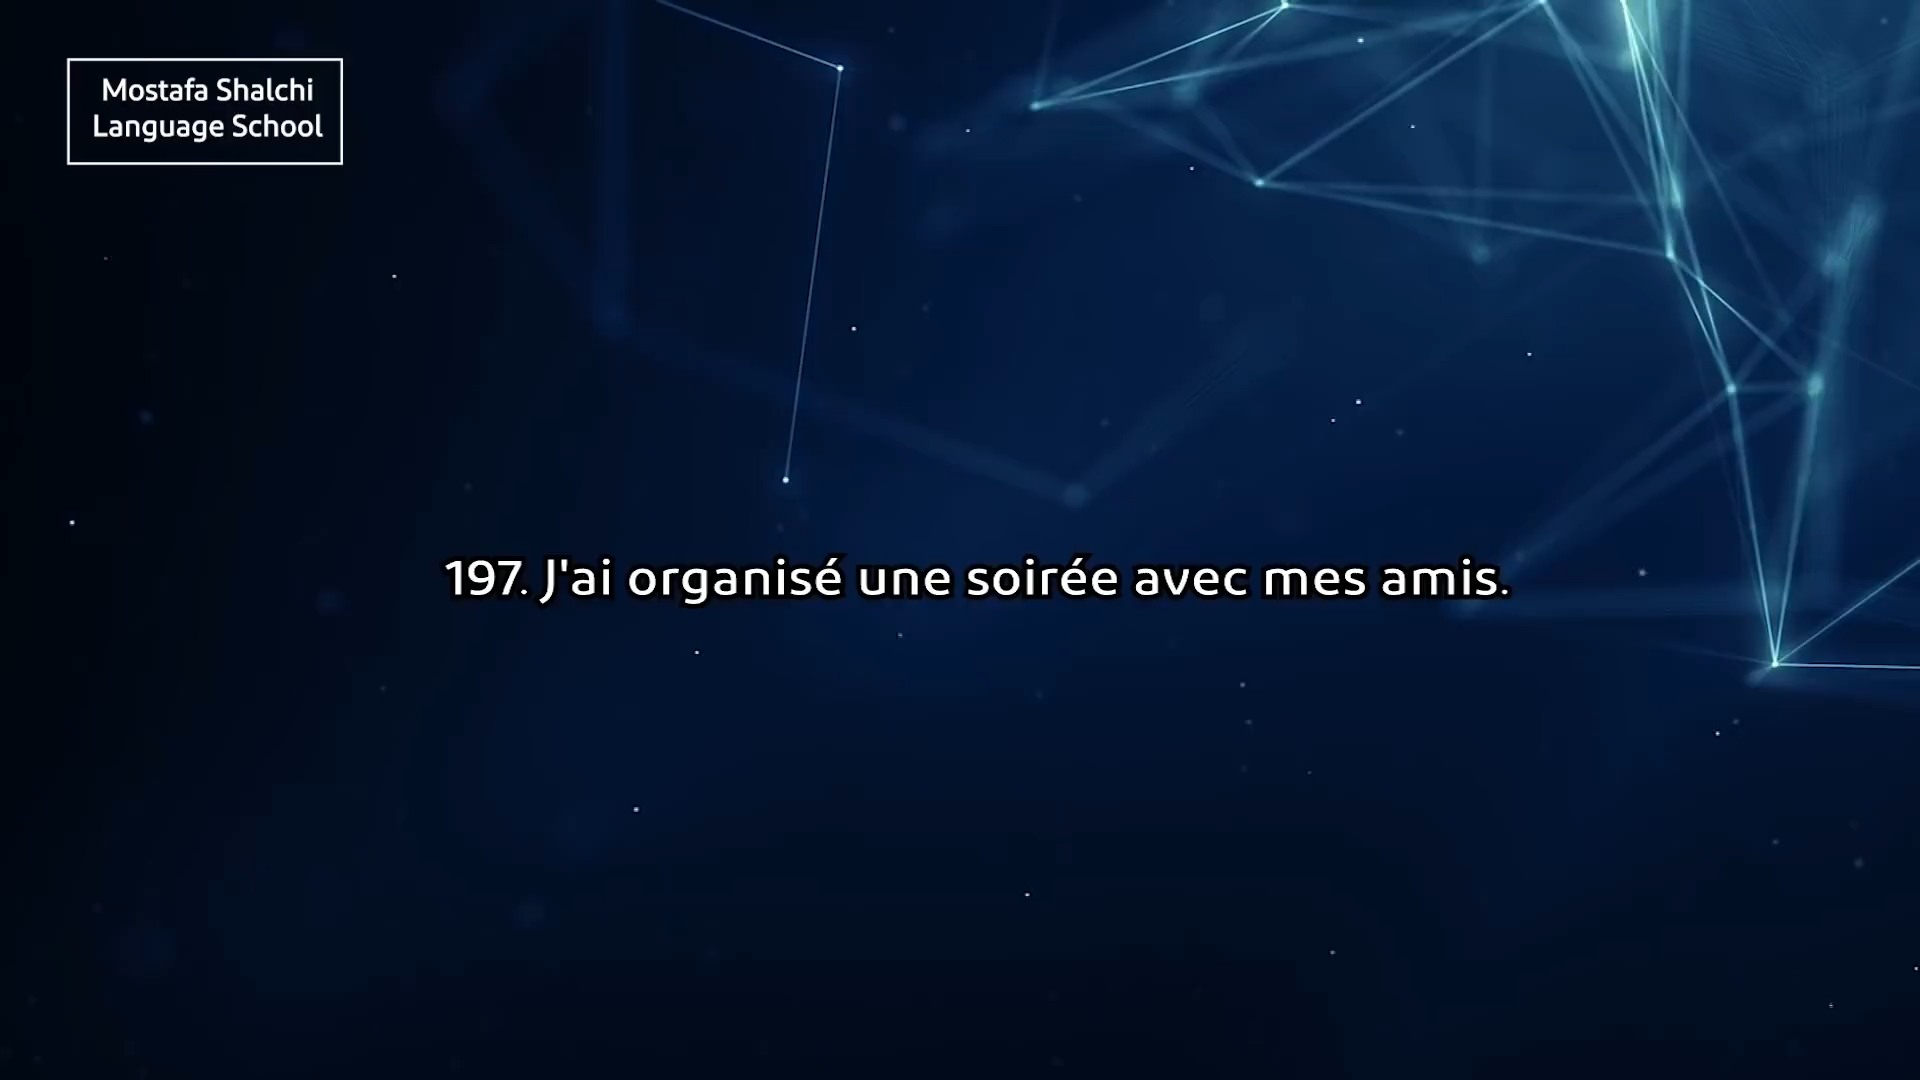 Mostafa Shalchi
Language School
197. J'ai organisé une soirée avec mes amis.